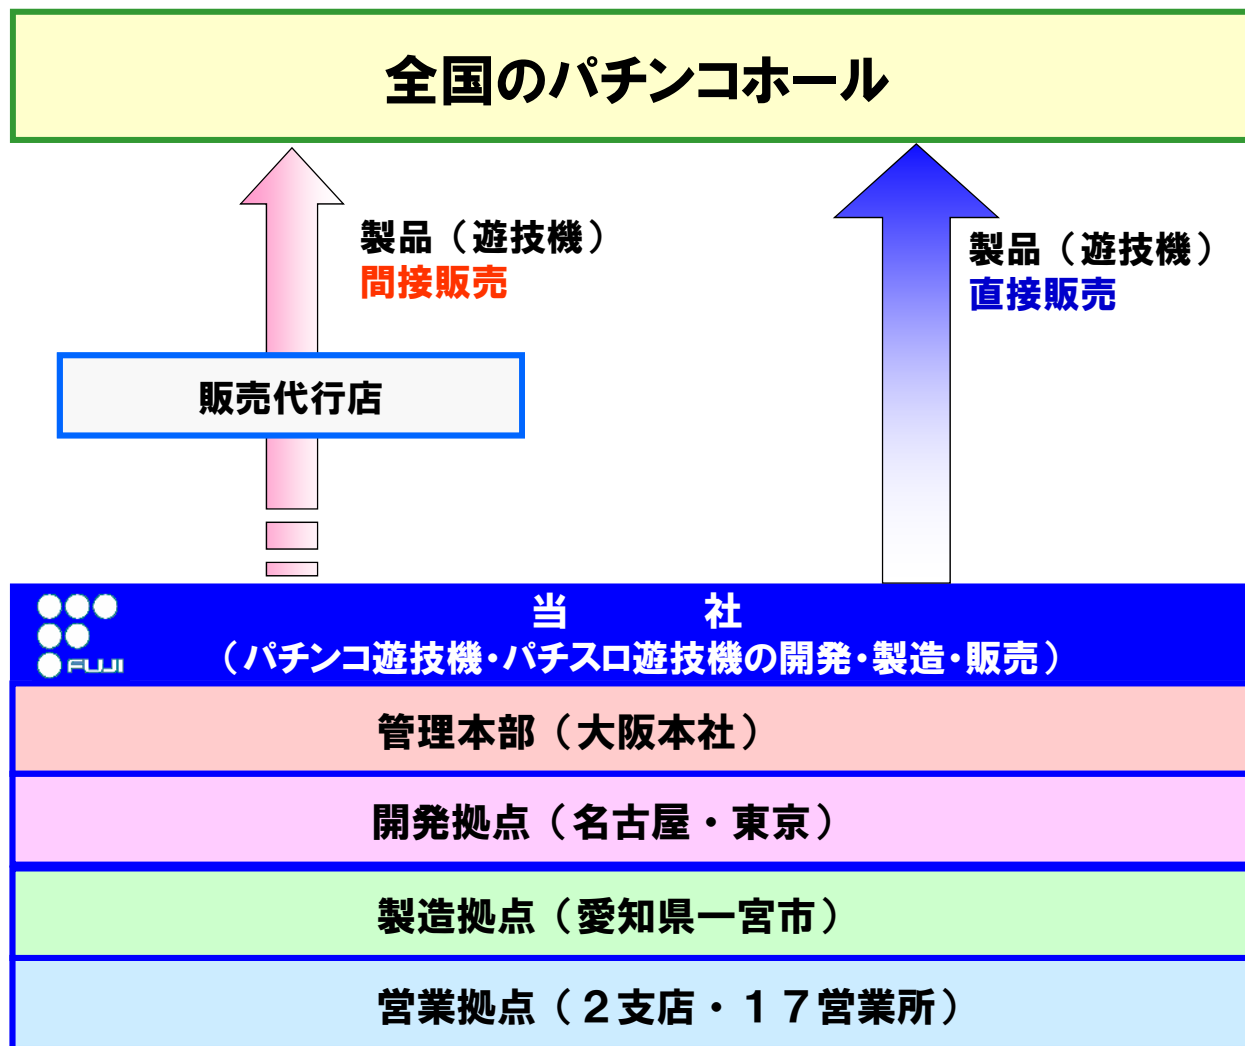 全国のパチンコホール
製品（遊技機）
間接販売
製品（遊技機）
直接販売
販売代行店
当　　　社
FUJI
（パチンコ遊技機・パチスロ遊技機の開発・製造・販売）
管理本部（大阪本社）
開発拠点（名古屋・東京）
製造拠点（愛知県一宮市）
営業拠点（２支店・１７営業所）